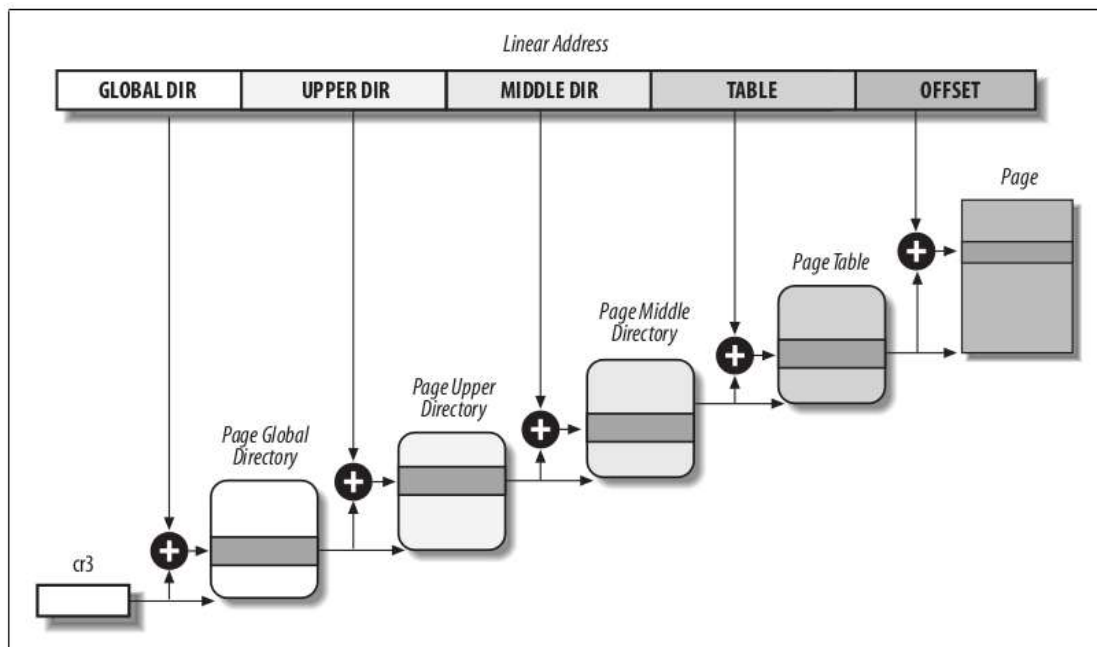 Linear Address
GLOBAL DIR UPPER DIR MIDDLE DIR TABLE OFFSET
Page
Page Table
Page Middle
Directory
Page Upper
Directory
Page Global
Directory
cr3